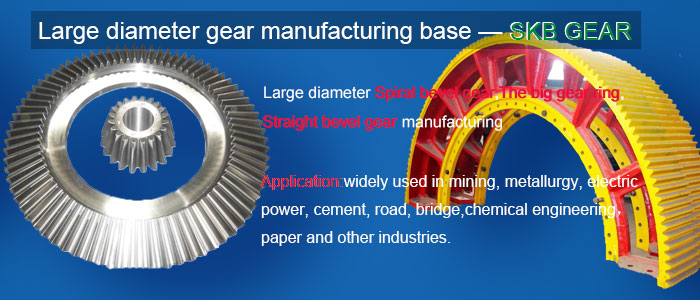 Large diameter gear manufacturing base — SKB GEAR
Large diameter Spiral bevel gear The big gear ring
Straight bevel gear manufacturing
Application:widely used in mining, metallurgy, electric
power, cement, road, bridge,chemical engineering,
paper and other industries.